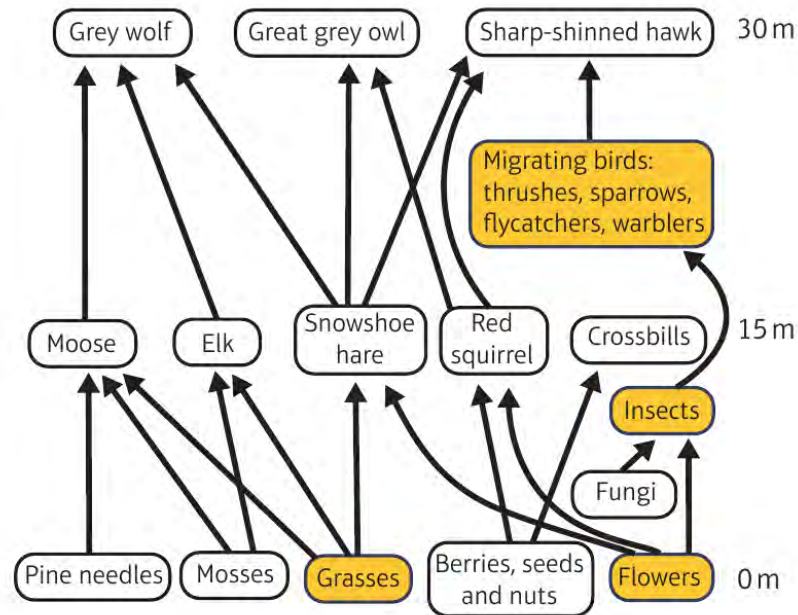 Grey wolf
Great grey owl
Sharp-shinned hawk
30 m
Migrating birds:
thrushes, sparrows,
flycatchers, warblers
Moose
Elk
Snowshoe
hare
Red
squirrel
Crossbills
15 m
Insects
Fungi
Pine needles
Mosses
Grasses
Berries, seeds
and nuts
Flowers
0 m